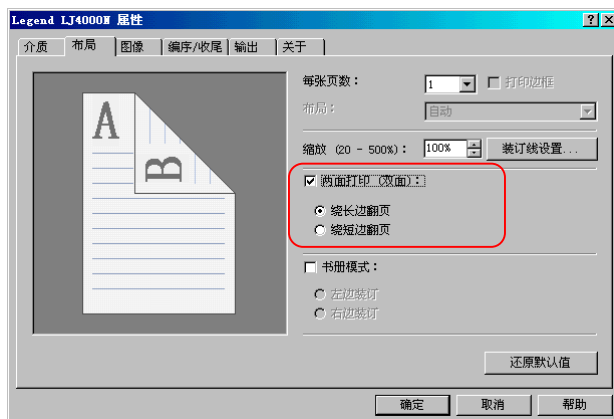 Legend LJ4000N 属性
介质 布局 图像 编序/收尾 输出 关于
每张页数： 1 打印边框
布局： 自动
缩放 (20 - 500%)： 100% 装订线设置...
A
B
两面打印 (双面)：
绕长边翻页
绕短边翻页
书册模式：
左边装订
右边装订
还原默认值
确定 取消 帮助